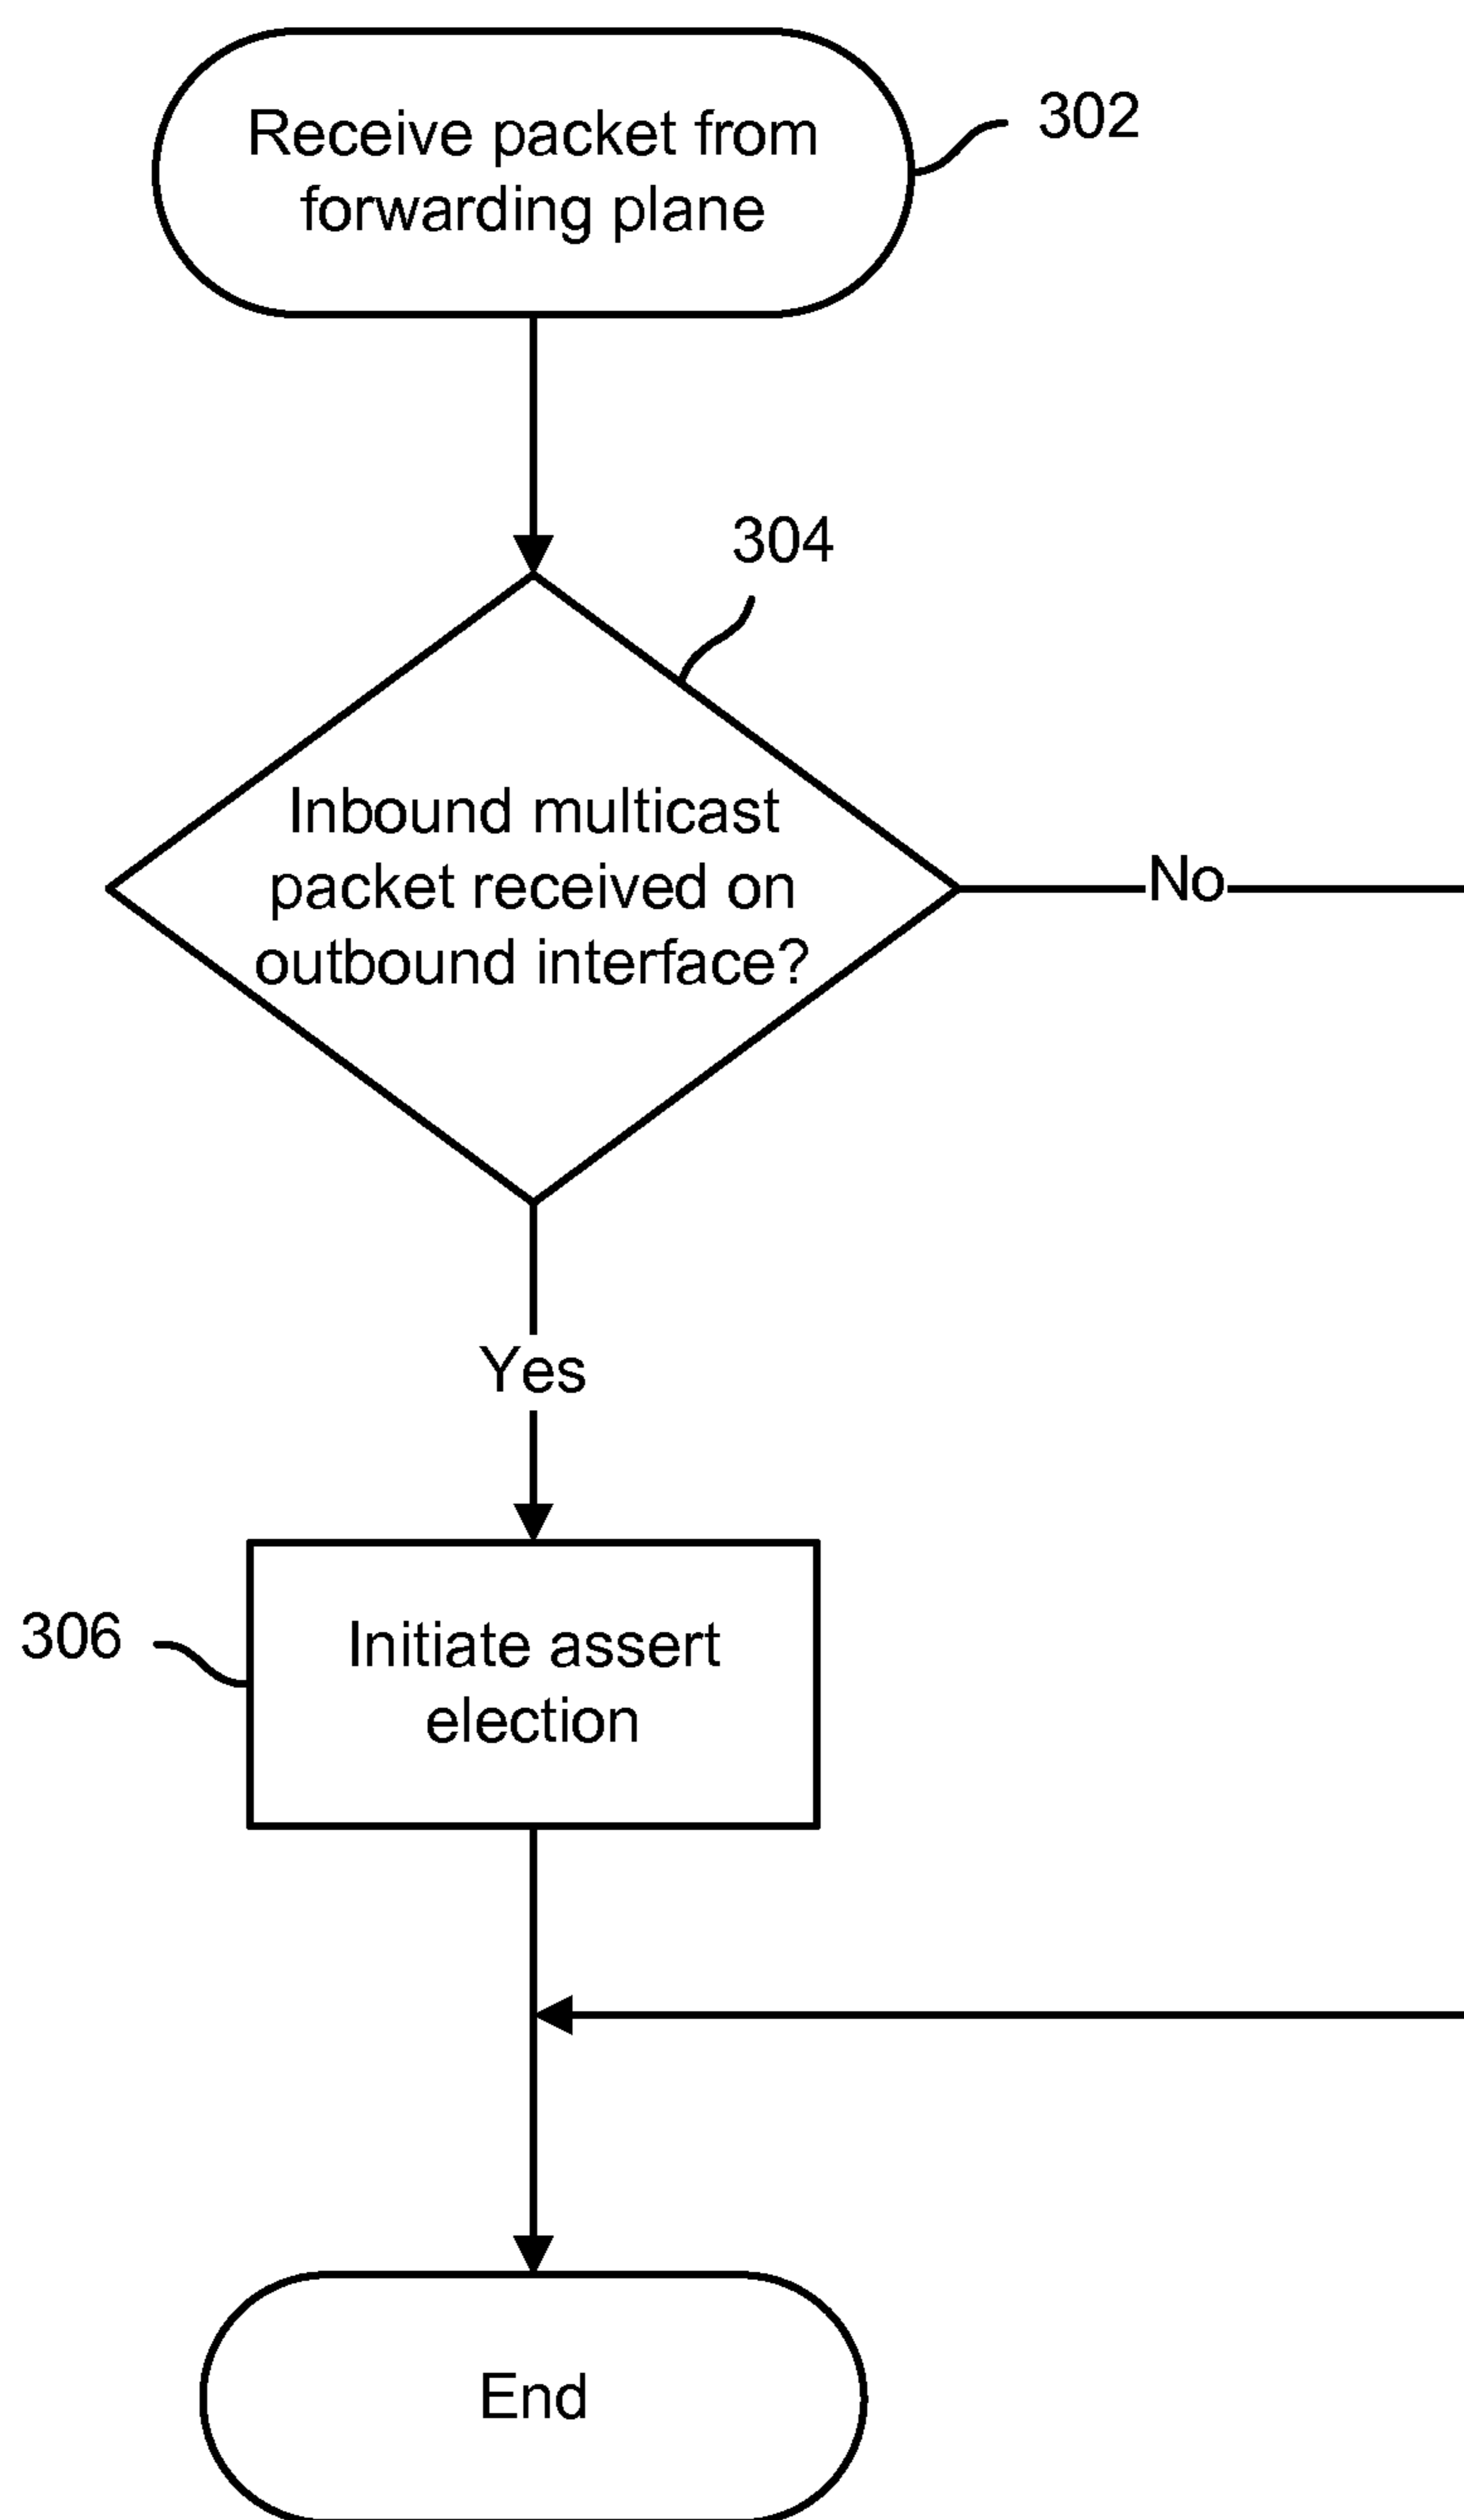 Receive packet from
forwarding plane
302
304
Inbound multicast
packet received on
outbound interface?
No
Yes
306
Initiate assert
election
End